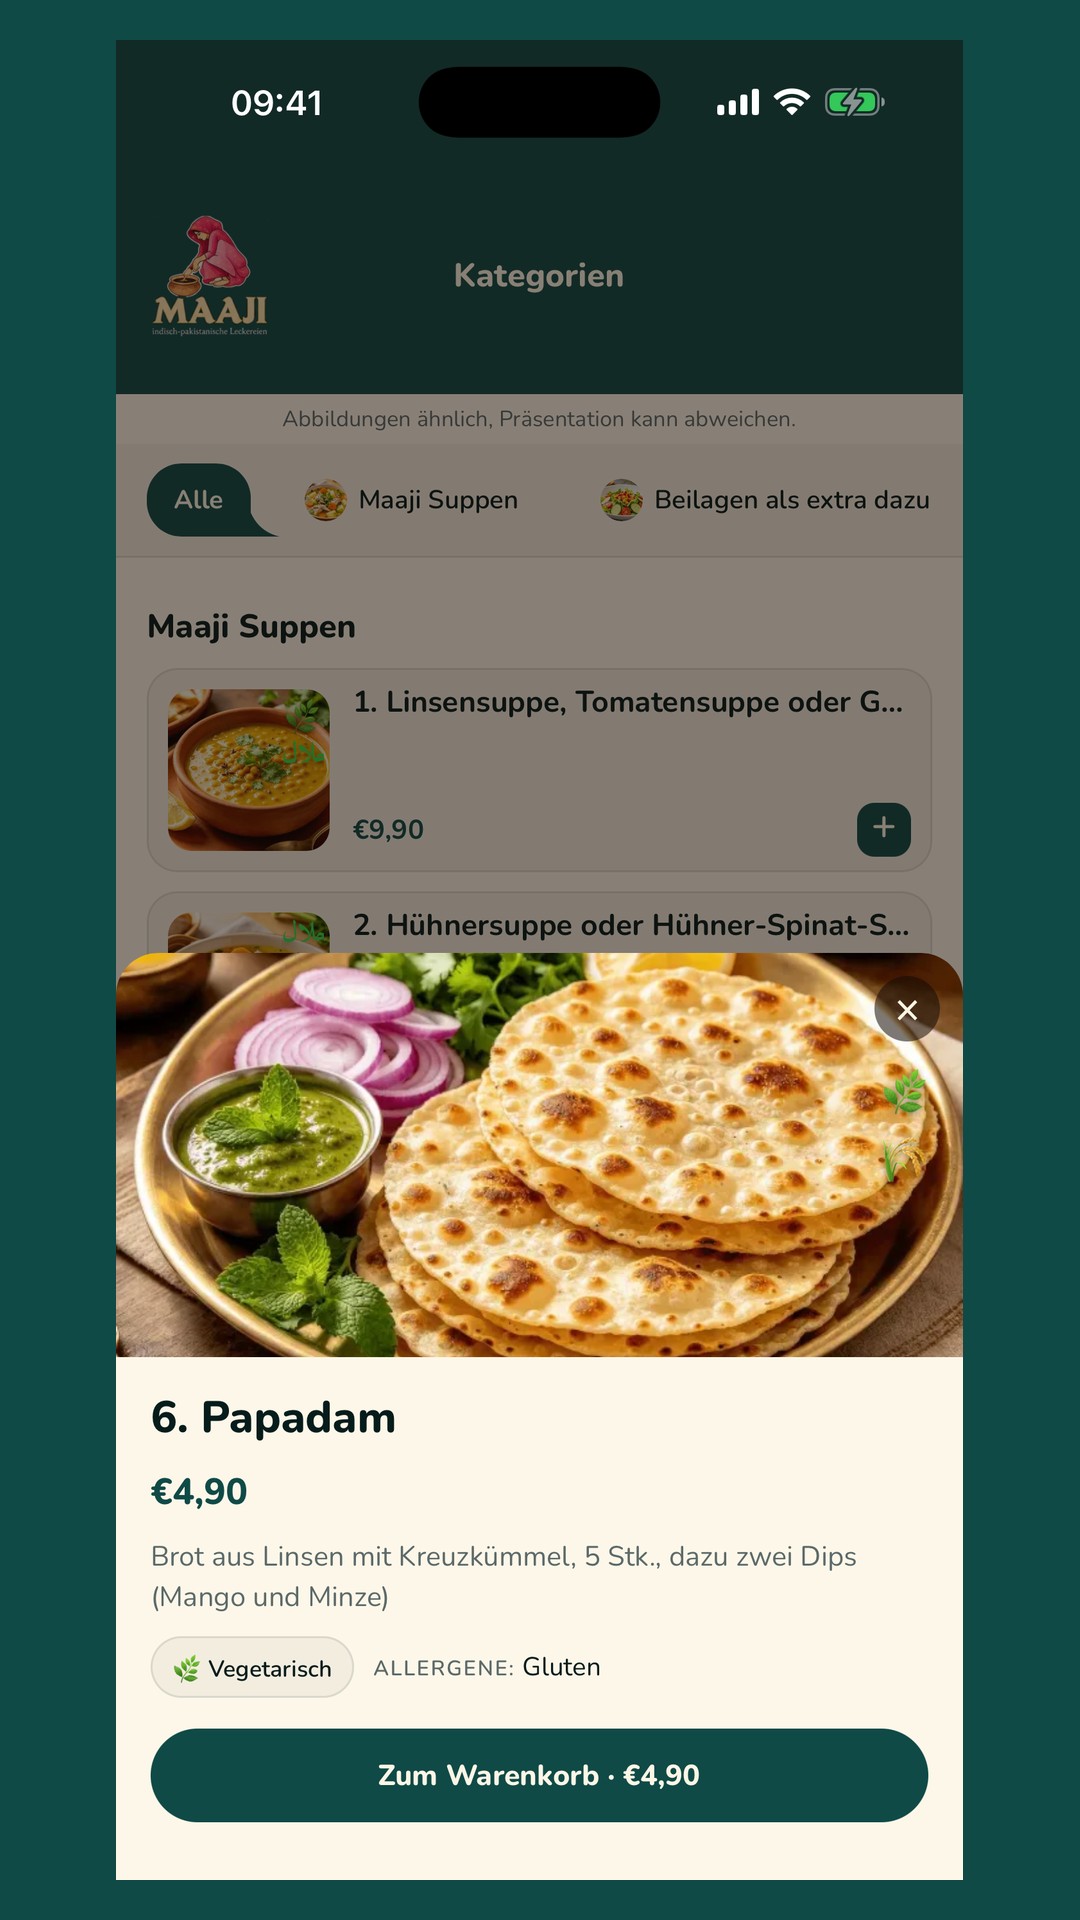 09:41
MAAJI
indisch-pakistanische Leckereien
Kategorien
Abbildungen ähnlich, Präsentation kann abweichen.
Alle
Maaji Suppen
Beilagen als extra dazu
Maaji Suppen
1. Linsensuppe, Tomatensuppe oder G...
حلال
€9,90
+
2. Hühnersuppe oder Hühner-Spinat-S...
حلال
×
6. Papadam
€4,90
Brot aus Linsen mit Kreuzkümmel, 5 Stk., dazu zwei Dips
(Mango und Minze)
Vegetarisch
ALLERGENE: Gluten
Zum Warenkorb · €4,90